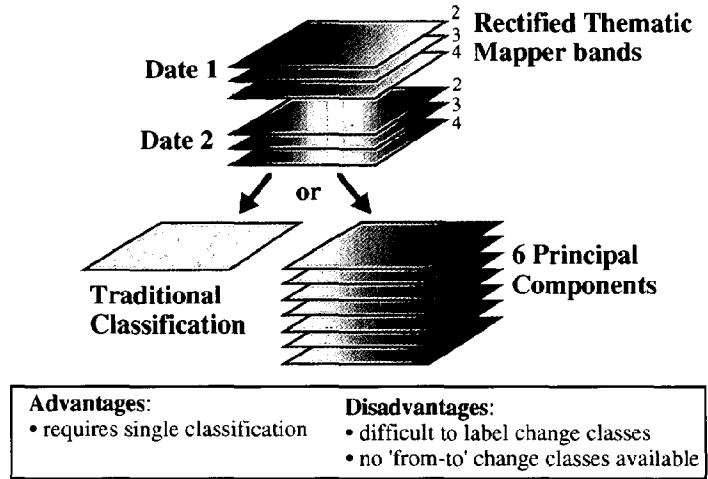 2
3
4
Rectified Thematic
Mapper bands
Date 1
2
3
4
Date 2
or
6 Principal
Components
Traditional
Classification
Advantages:
• requires single classification
Disadvantages:
• difficult to label change classes
• no 'from-to' change classes available